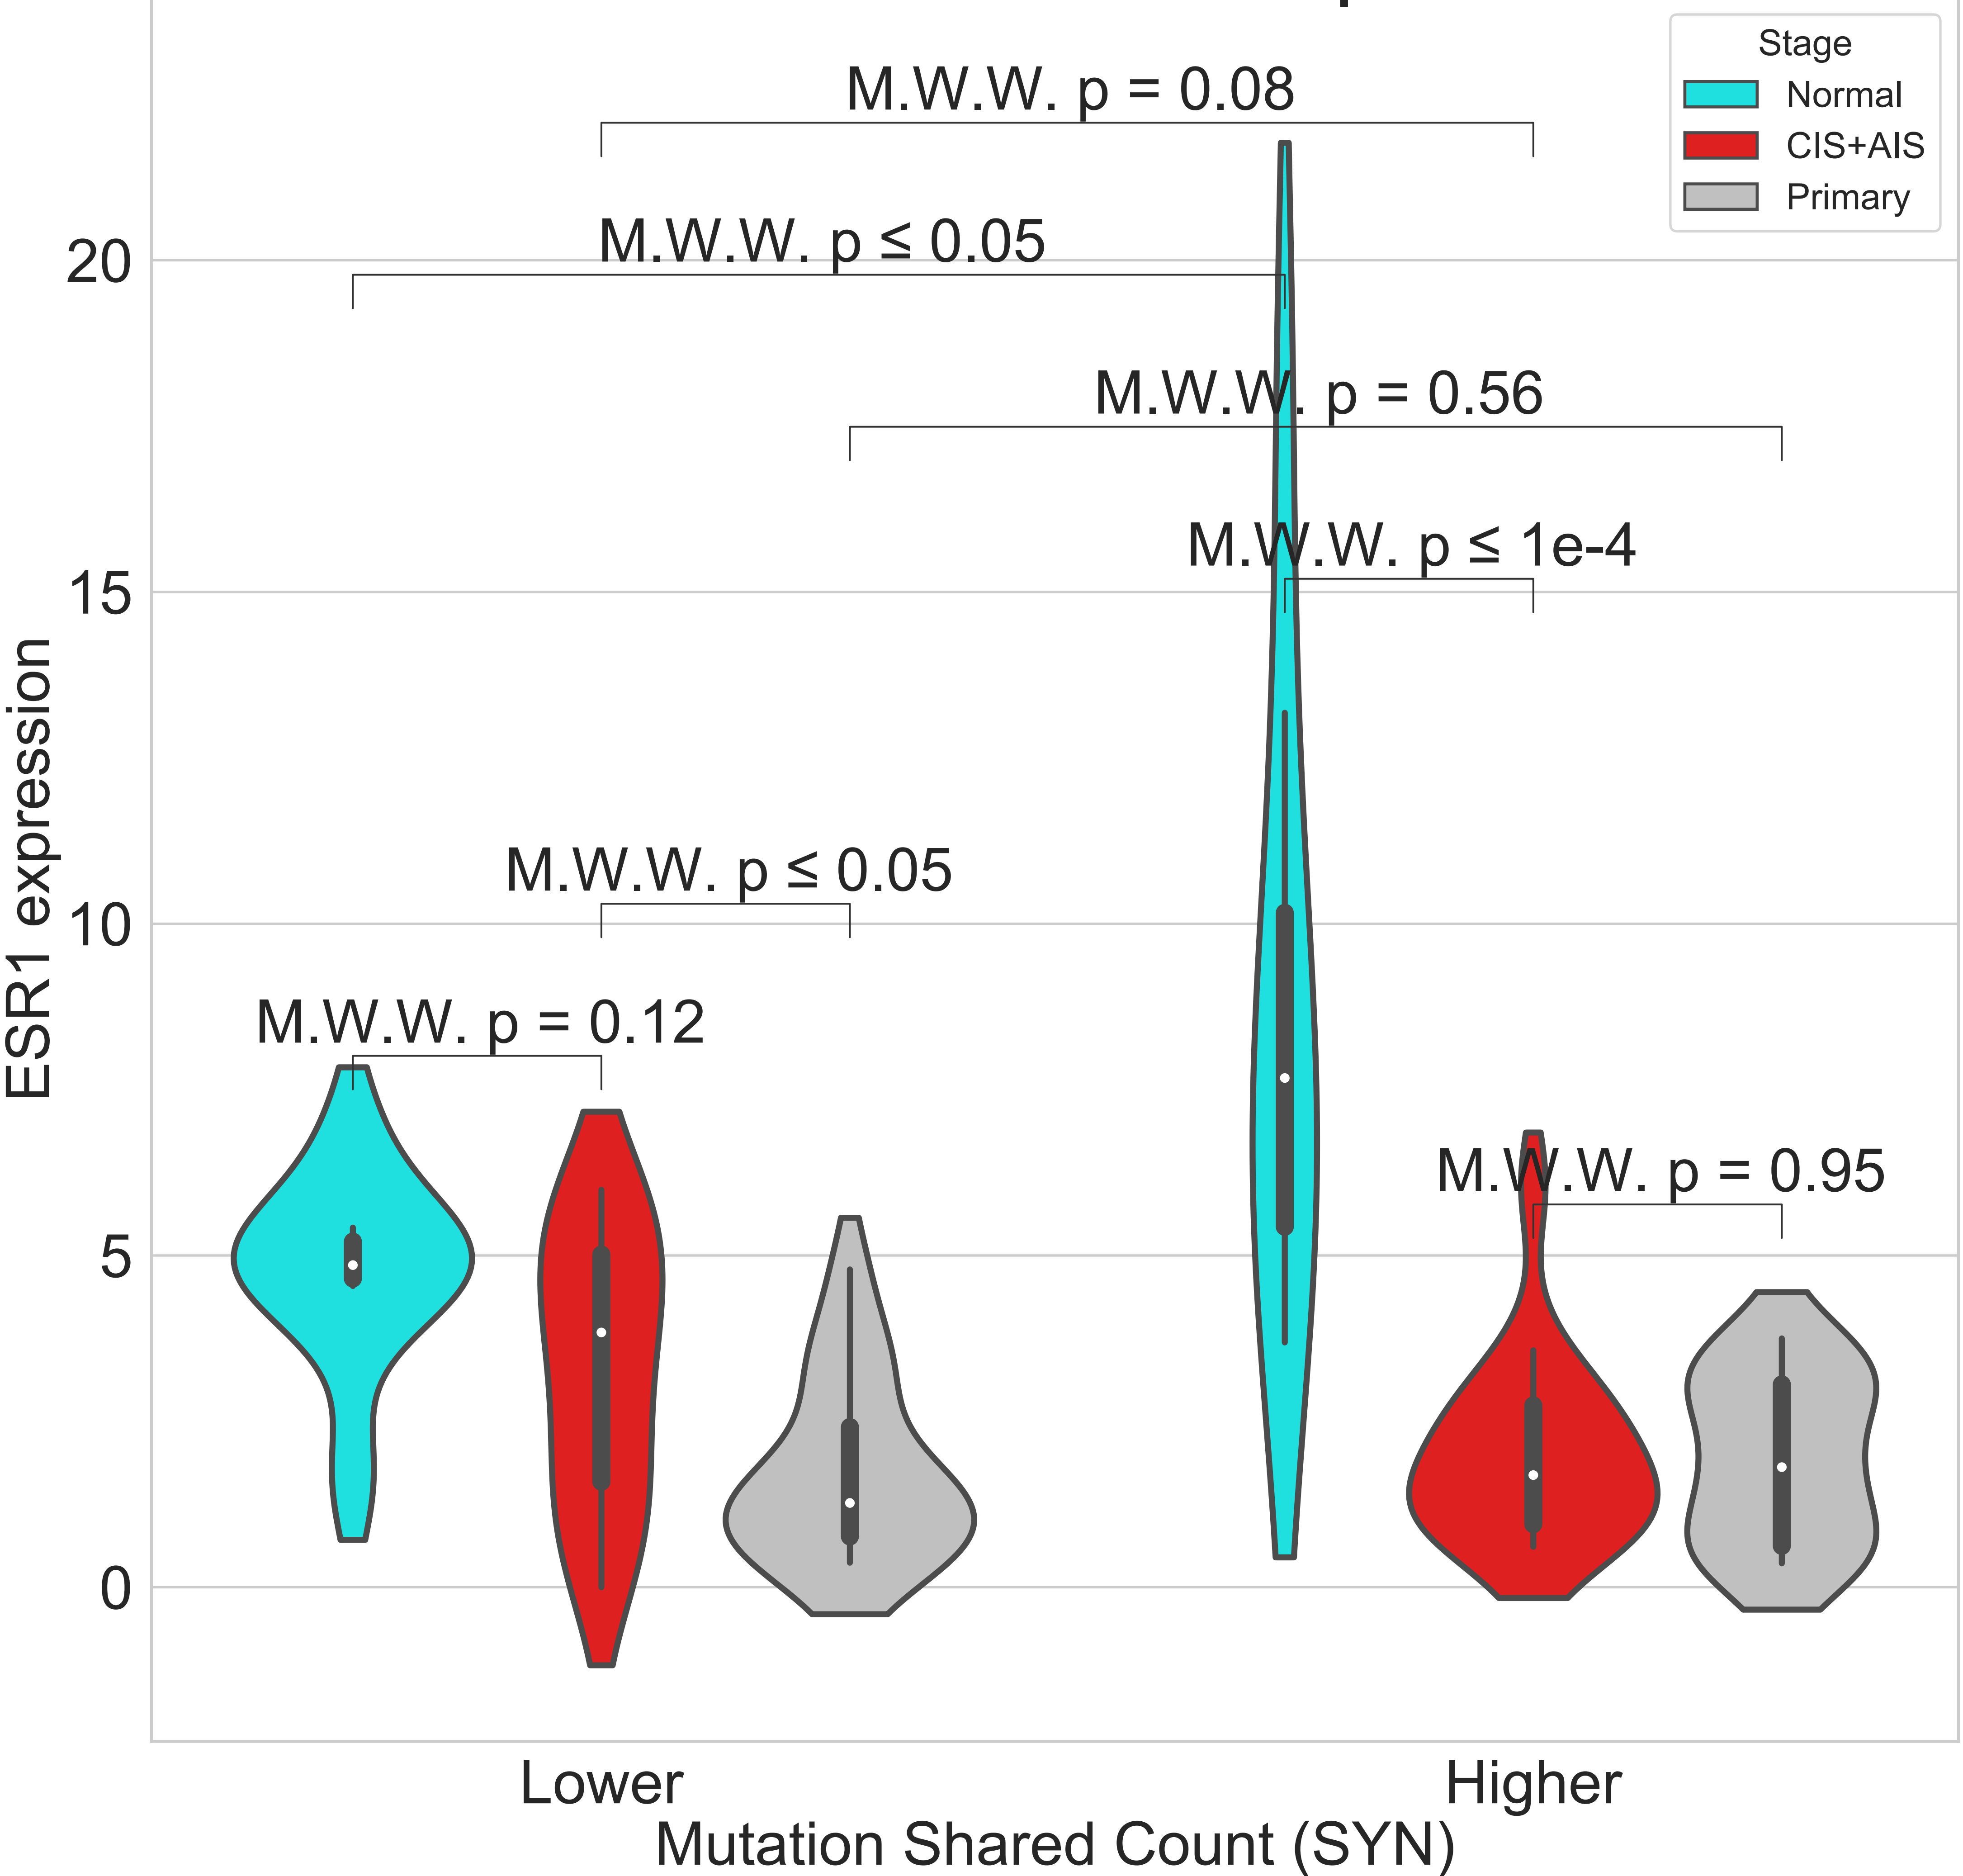 Stage
Normal
CIS+AIS
Primary
M.W.W. p = 0.08
M.W.W. p ≤ 0.05
M.W.W. p = 0.56
M.W.W. p ≤ 1e-4
M.W.W. p ≤ 0.05
M.W.W. p = 0.12
M.W.W. p = 0.95
20
15
10
5
0
ESR1 expression
Lower
Higher
Mutation Shared Count (SYN)